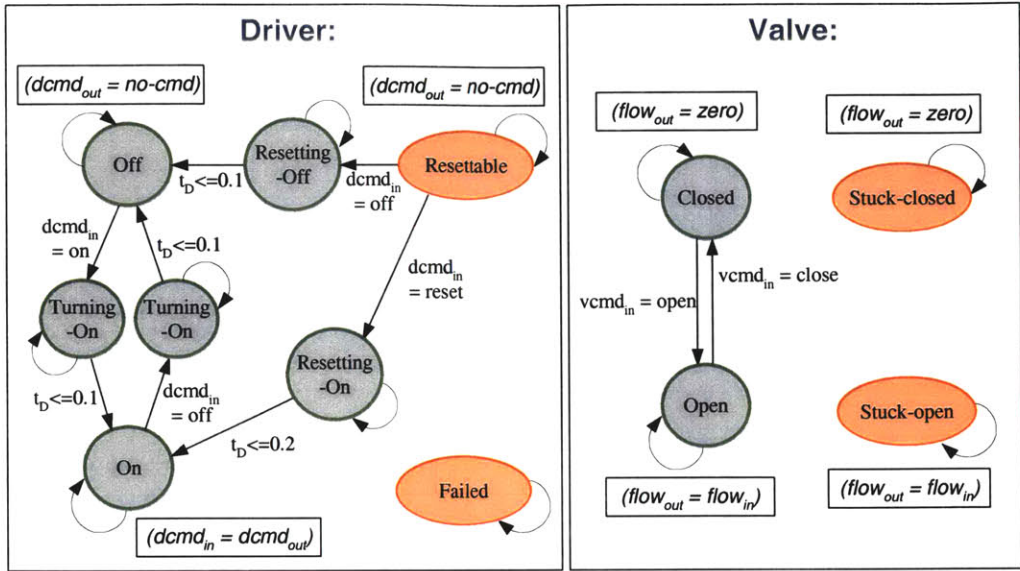 Driver:
(dcmd_out = no-cmd)
(dcmd_out = no-cmd)
Off
Resetting
-Off
Resettable
t_D<=0.1
dcmd_in
= off
dcmd_in
= on
t_D<=0.1
dcmd_in
= reset
Turning
-On
Turning
-On
Resetting
-On
t_D<=0.1
dcmd_in
= off
t_D<=0.2
On
Failed
(dcmd_in = dcmd_out)
Valve:
(flow_out = zero)
(flow_out = zero)
Closed
Stuck-closed
vcmd_in = close
vcmd_in = open
Open
Stuck-open
(flow_out = flow_in)
(flow_out = flow_in)